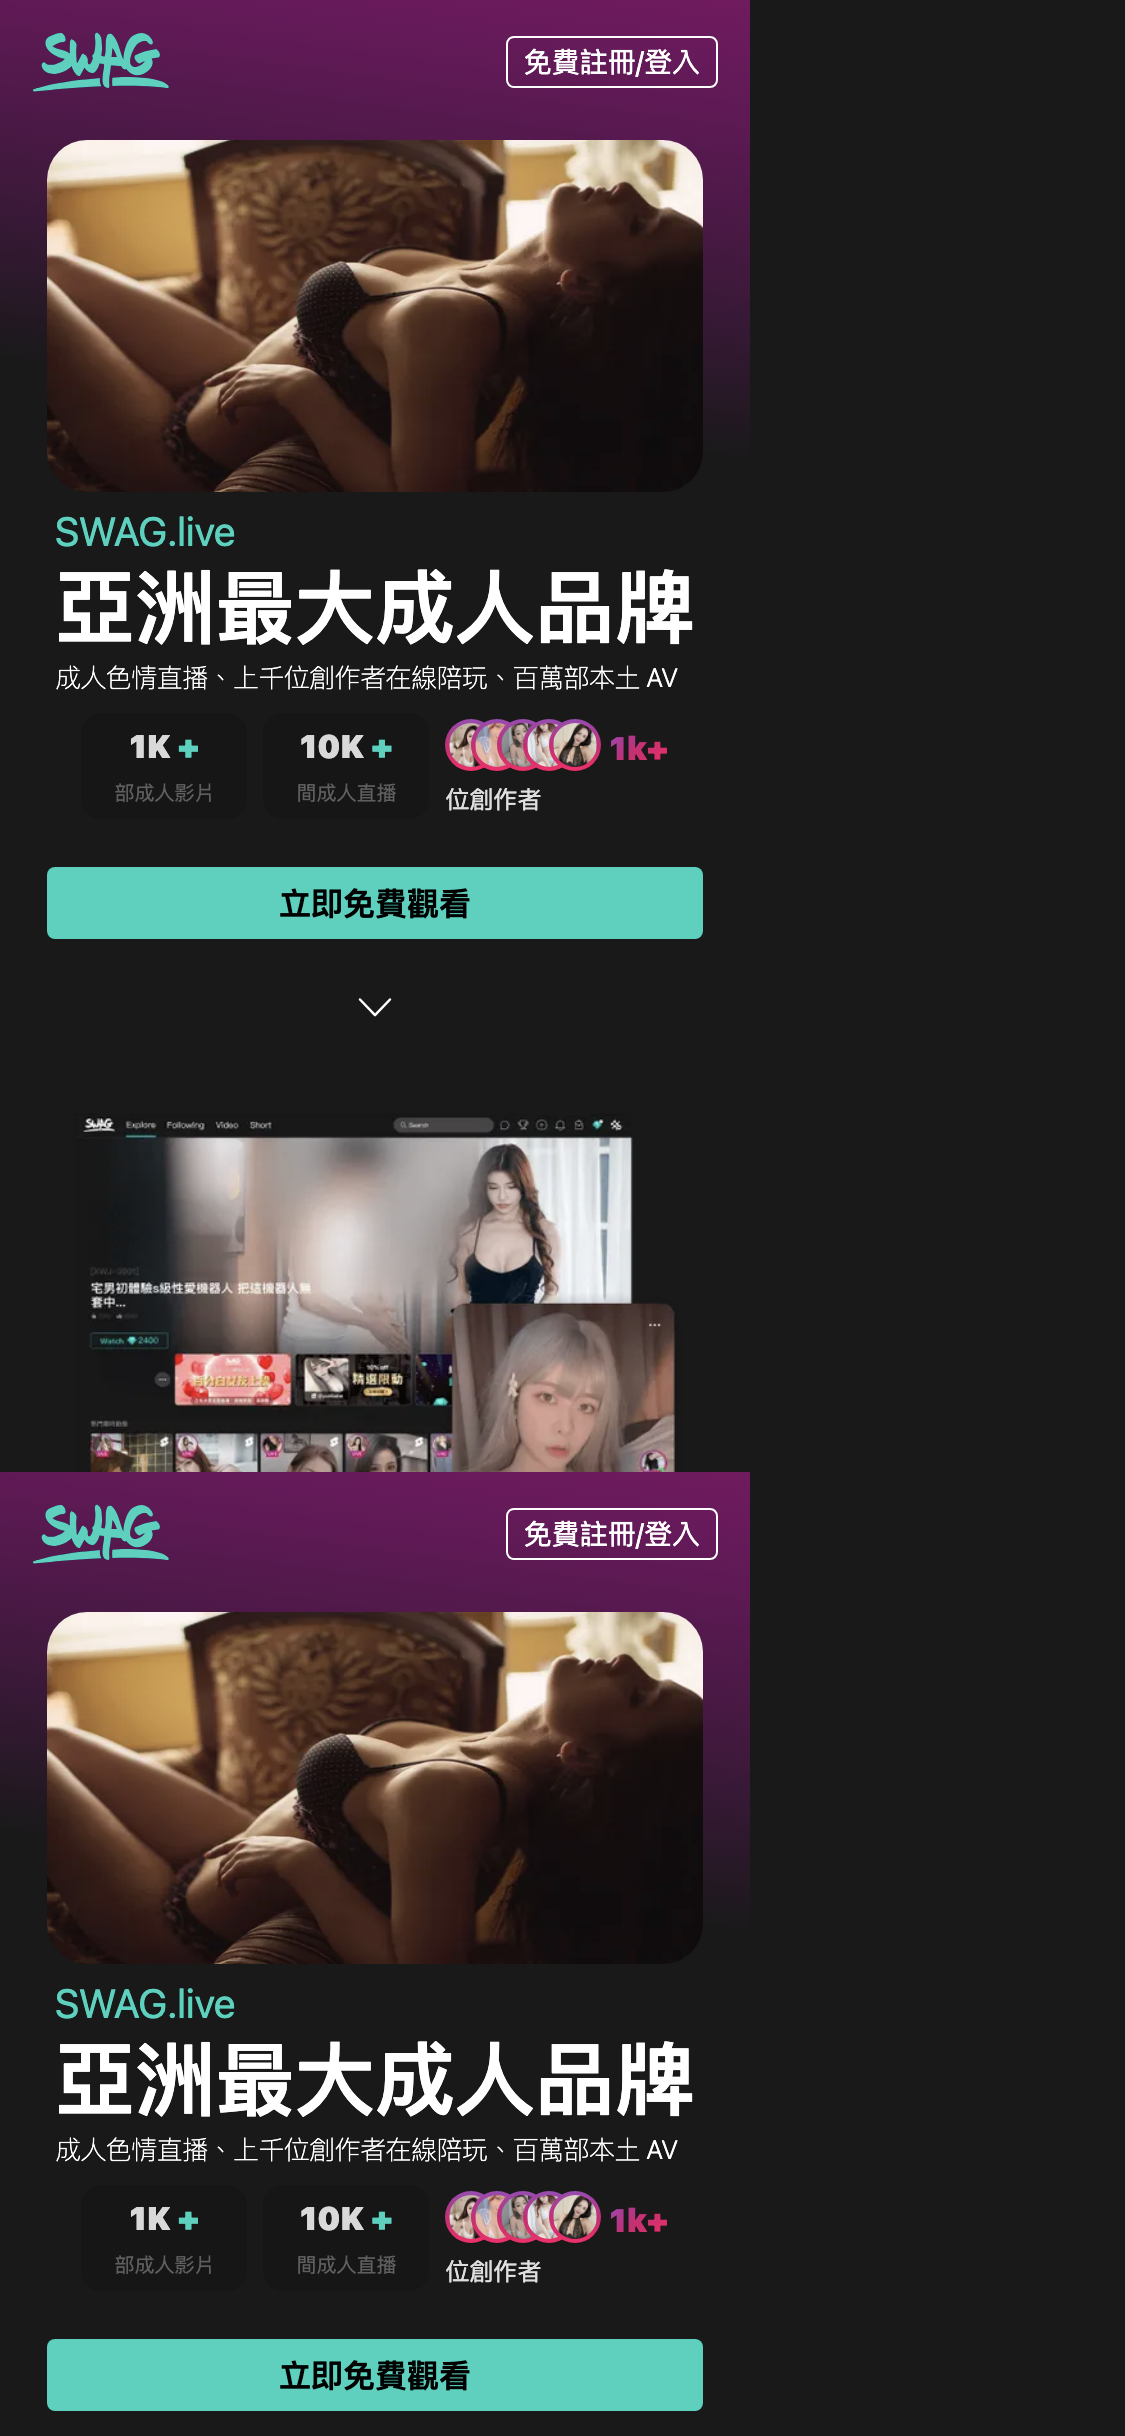 SWAG
免費註冊/登入
SWAG.live
亞洲最大成人品牌
成人色情直播、上千位創作者在線陪玩、百萬部本土 AV
1K +
10K +
1k+
部成人影片
間成人直播
位創作者
立即免費觀看
SWAG Explore Following Video Short Search
宅男初體驗s級性愛機器人 把這機器人無
套中...
Watch 2400
10% off
精選限動
SWAG
免費註冊/登入
SWAG.live
亞洲最大成人品牌
成人色情直播、上千位創作者在線陪玩、百萬部本土 AV
1K +
10K +
1k+
部成人影片
間成人直播
位創作者
立即免費觀看